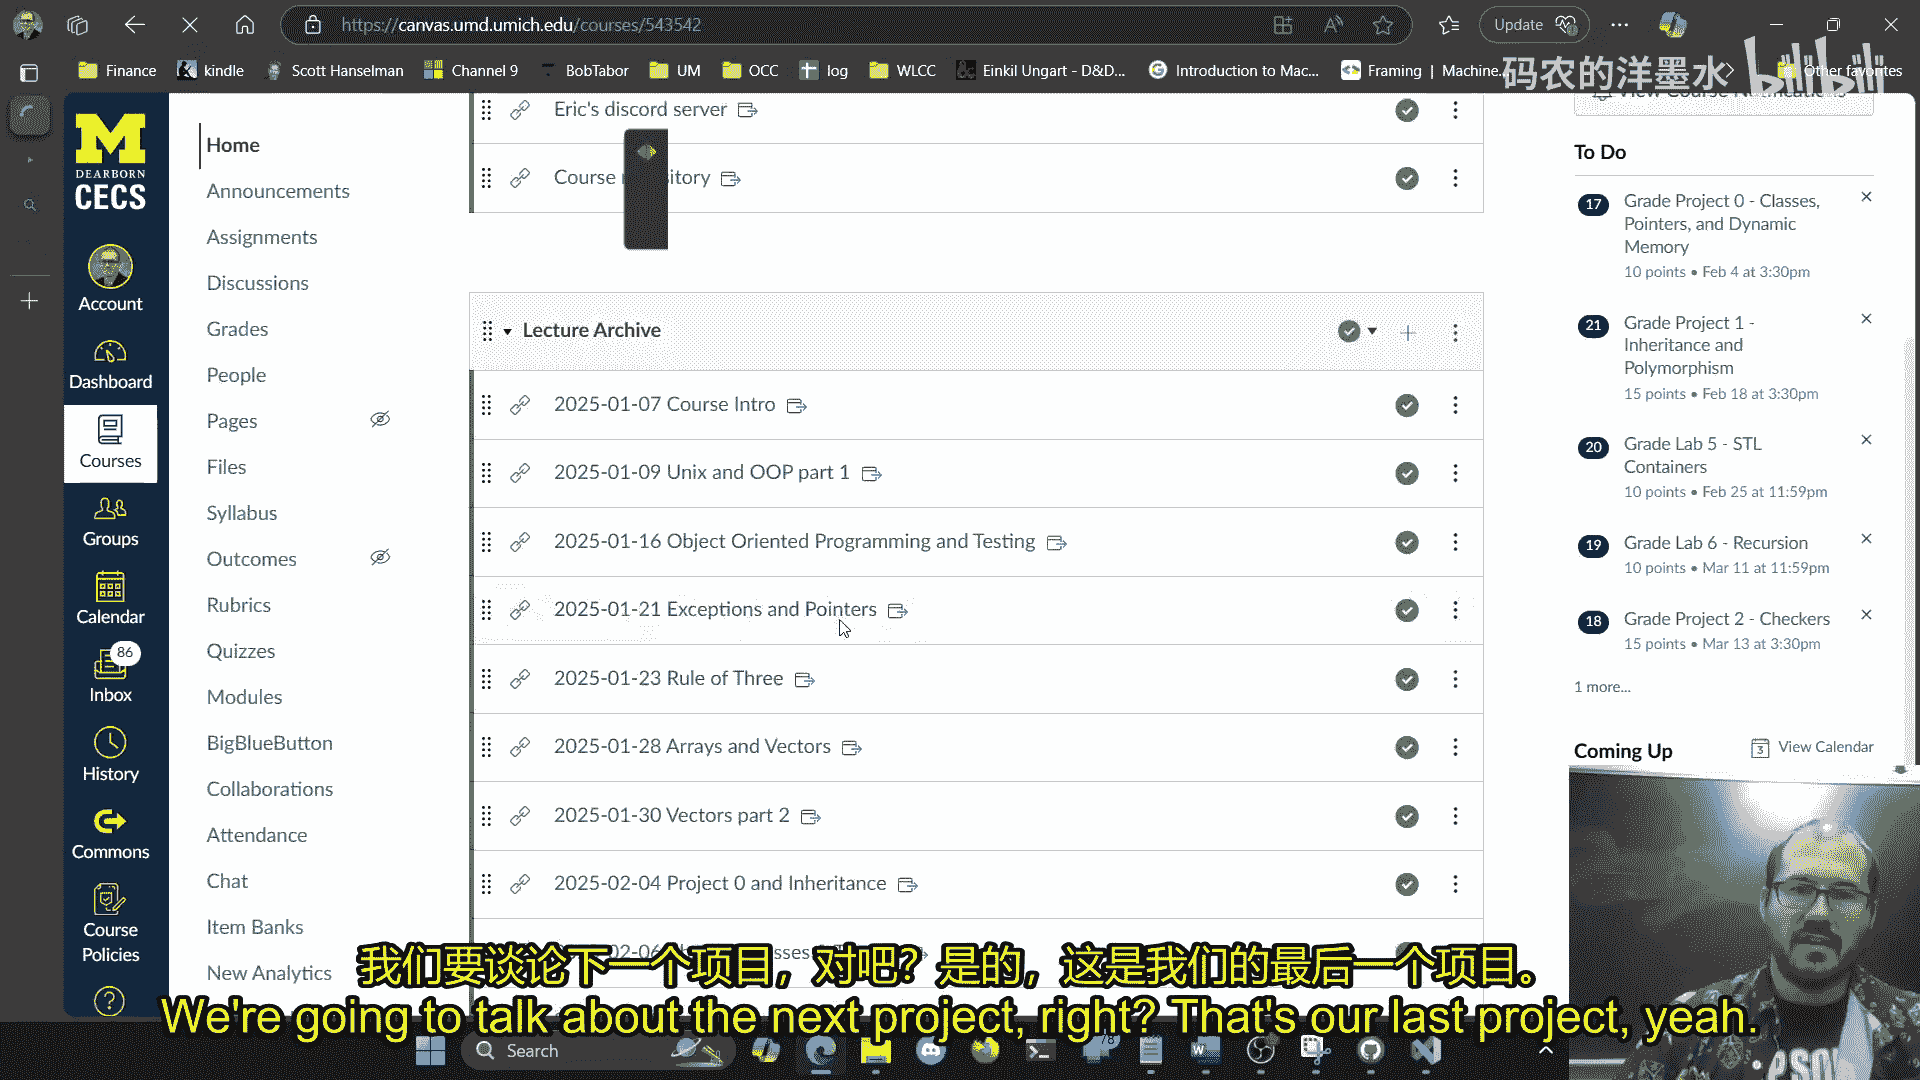 https://canvas.umd.umich.edu/courses/543542
Update
Finance
kindle
Scott Hanselman
Channel 9
BobTabor
UM
OCC
log
WLCC
Einkil Ungart - D&D...
Introduction to Mac...
Framing | Machine...
Other favorites
码农的洋墨水
bilibili
M
DEARBORN
CECS
Account
Dashboard
Courses
Groups
Calendar
86
Inbox
History
Commons
Course
Policies
Home
Announcements
Assignments
Discussions
Grades
People
Pages
Files
Syllabus
Outcomes
Rubrics
Quizzes
Modules
BigBlueButton
Collaborations
Attendance
Chat
Item Banks
New Analytics
Eric's discord server
Course
Lecture Archive
2025-01-07 Course Intro
2025-01-09 Unix and OOP part 1
2025-01-16 Object Oriented Programming and Testing
2025-01-21 Exceptions and Pointers
2025-01-23 Rule of Three
2025-01-28 Arrays and Vectors
2025-01-30 Vectors part 2
2025-02-04 Project 0 and Inheritance
View Course Notifications
To Do
17
Grade Project 0 - Classes,
Pointers, and Dynamic
Memory
10 points • Feb 4 at 3:30pm
21
Grade Project 1 -
Inheritance and
Polymorphism
15 points • Feb 18 at 3:30pm
20
Grade Lab 5 - STL
Containers
10 points • Feb 25 at 11:59pm
19
Grade Lab 6 - Recursion
10 points • Mar 11 at 11:59pm
18
Grade Project 2 - Checkers
15 points • Mar 13 at 3:30pm
1 more...
Coming Up
3
View Calendar
我们要谈论下一个项目，对吧？是的，这是我们的最后一个项目。
We're going to talk about the next project, right? That's our last project, yeah.
Search